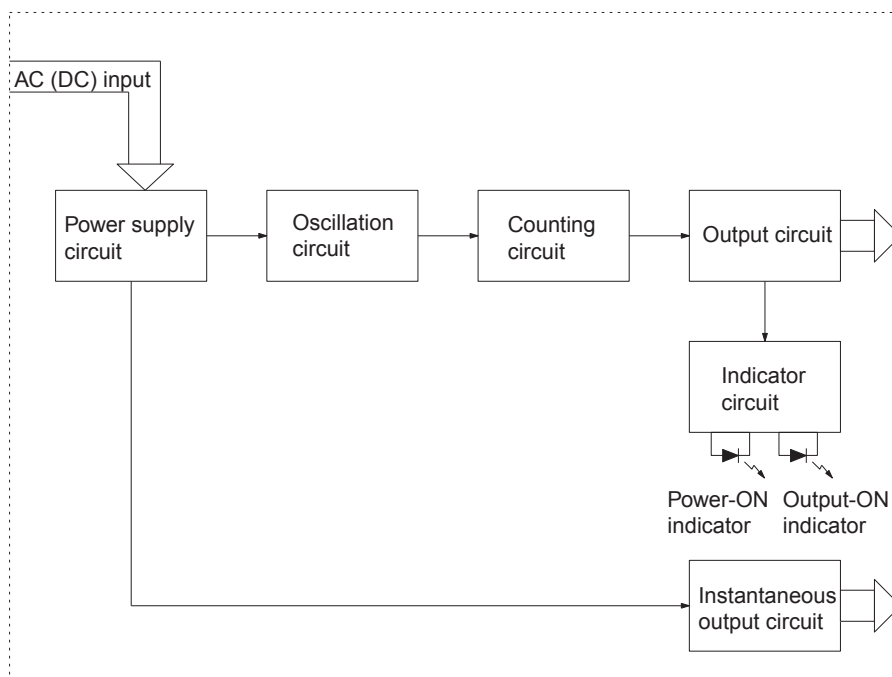 AC (DC) input
Power supply
circuit
Oscillation
circuit
Counting
circuit
Output circuit
Indicator
circuit
Power-ON
indicator
Output-ON
indicator
Instantaneous
output circuit